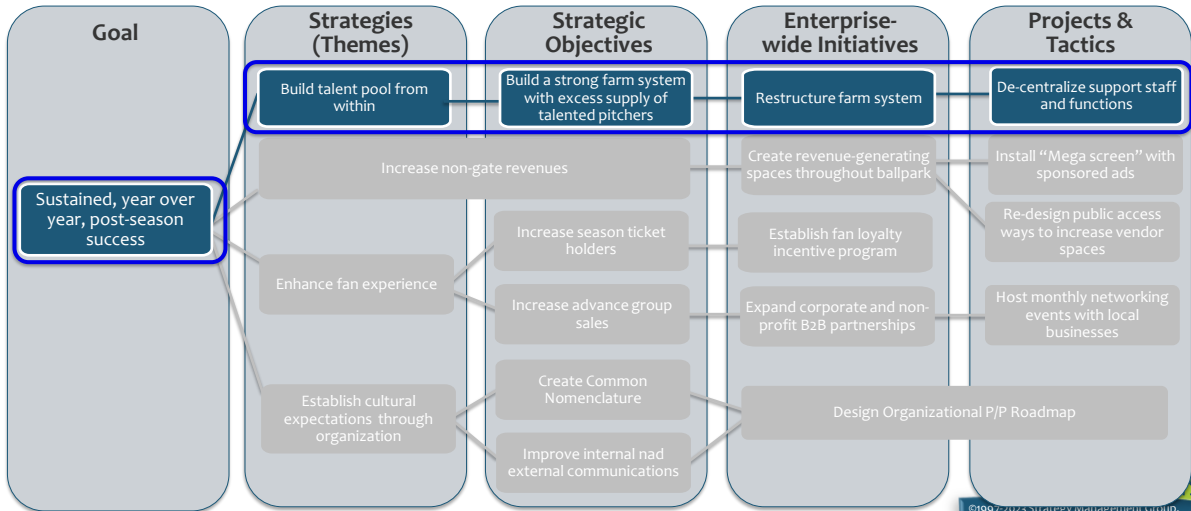 Goal
Strategies
(Themes)
Strategic
Objectives
Enterprise-
wide Initiatives
Projects &
Tactics
Build talent pool from
within
Build a strong farm system
with excess supply of
talented pitchers
Restructure farm system
De-centralize support staff
and functions
Increase non-gate revenues
Create revenue-generating
spaces throughout ballpark
Install “Mega screen” with
sponsored ads
Sustained, year over
year, post-season
success
Re-design public access
ways to increase vendor
spaces
Increase season ticket
holders
Establish fan loyalty
incentive program
Enhance fan experience
Increase advance group
sales
Expand corporate and non-
profit B2B partnerships
Host monthly networking
events with local
businesses
Establish cultural
expectations through
organization
Create Common
Nomenclature
Design Organizational P/P Roadmap
Improve internal nad
external communications
©1997-2023 Strategy Management Group.